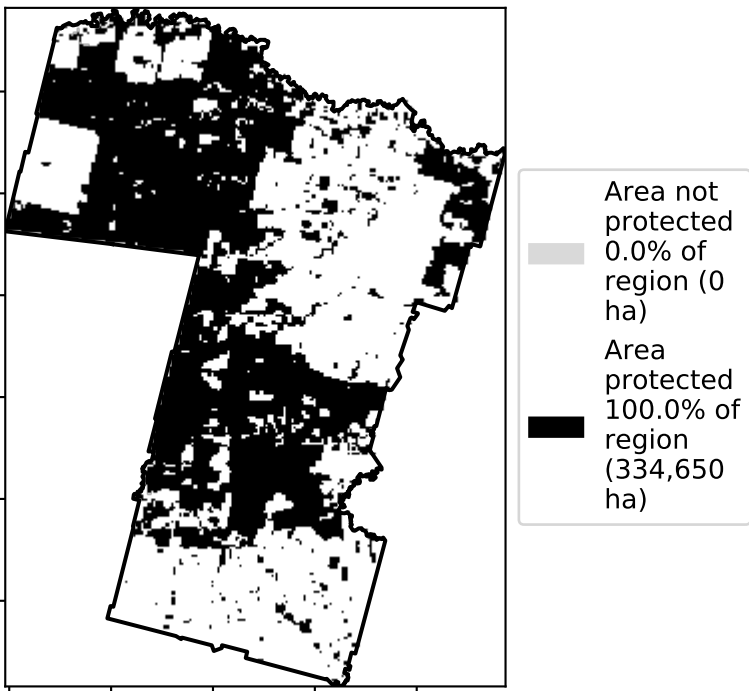 Area not
protected
0.0% of
region (0
ha)
Area
protected
100.0% of
region
(334,650
ha)